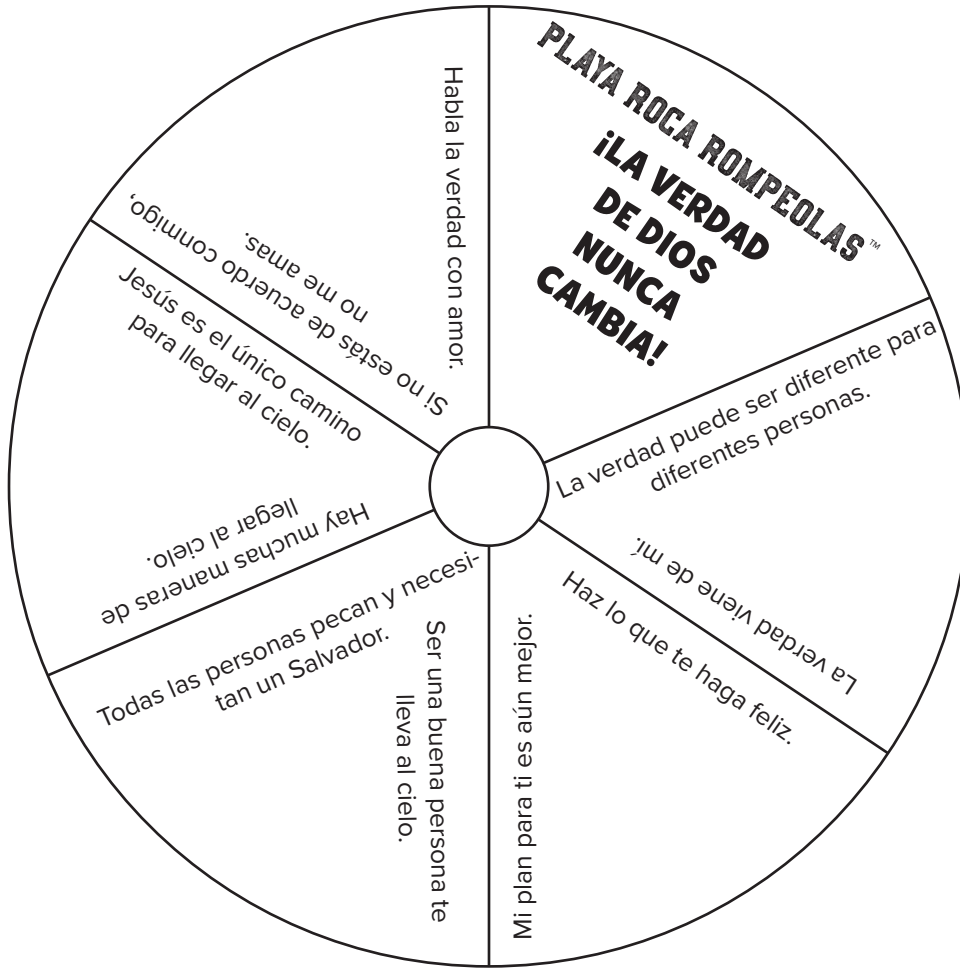 PLAYA ROCA ROMPEOLAS™
¡LA VERDAD
DE DIOS
NUNCA
CAMBIA!
La verdad puede ser diferente para
diferentes personas.
La verdad viene de mí.
Haz lo que te haga feliz.
Mi plan para ti es aún mejor.
Ser una buena persona te
lleva al cielo.
Todas las personas pecan y necesi-
tan un Salvador.
Hay muchas maneras de
llegar al cielo.
Jesús es el único camino
para llegar al cielo.
Si no estás de acuerdo conmigo,
no me amas.
Habla la verdad con amor.